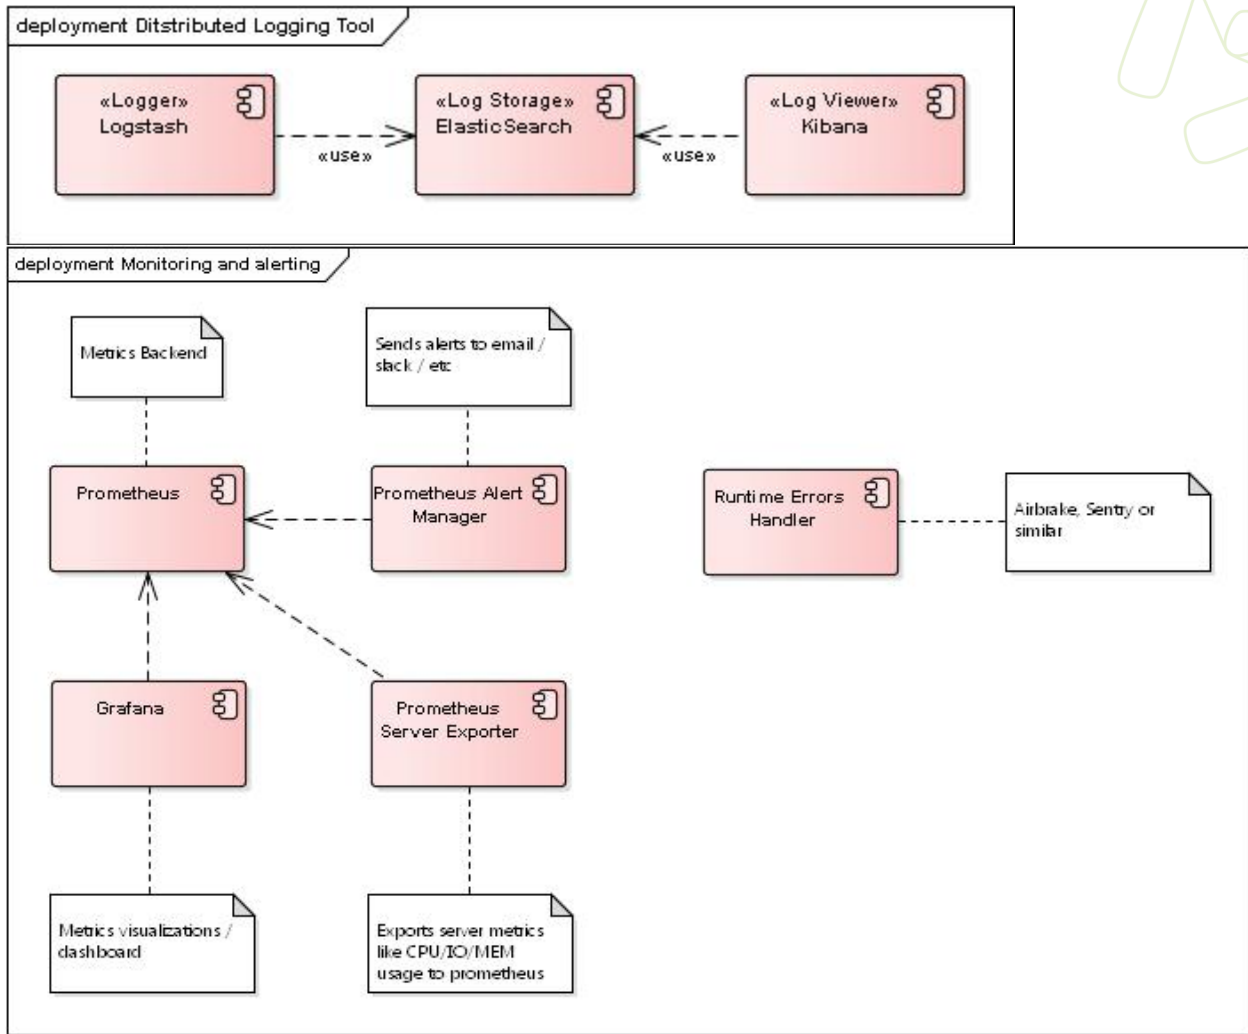 deployment Ditstributed Logging Tool
«Logger»
Logstash
«use»
«Log Storage»
ElasticSearch
«use»
«Log Viewer»
Kibana
deployment Monitoring and alerting
Metrics Backend
Sends alerts to email /
slack / etc
Prometheus
Prometheus Alert
Manager
Runtime Errors
Handler
Airbrake, Sentry or
similar
Grafana
Prometheus
Server Exporter
Metrics visualizations /
dashboard
Exports server metrics
like CPU/IO/MEM
usage to prometheus